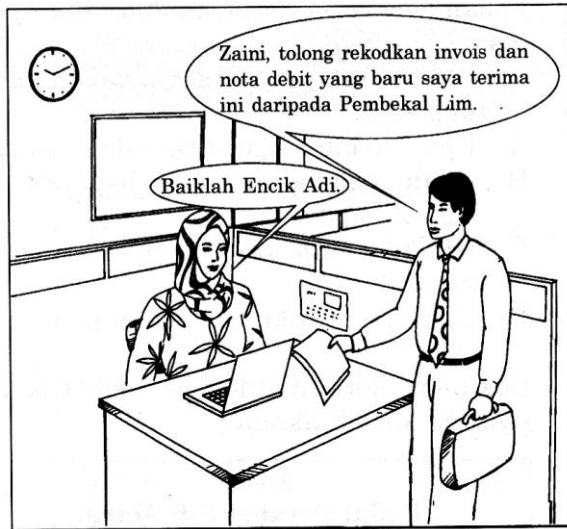 Zaini, tolong rekodkan invois dan
nota debit yang baru saya terima
ini daripada Pembekal Lim.
Baiklah Encik Adi.